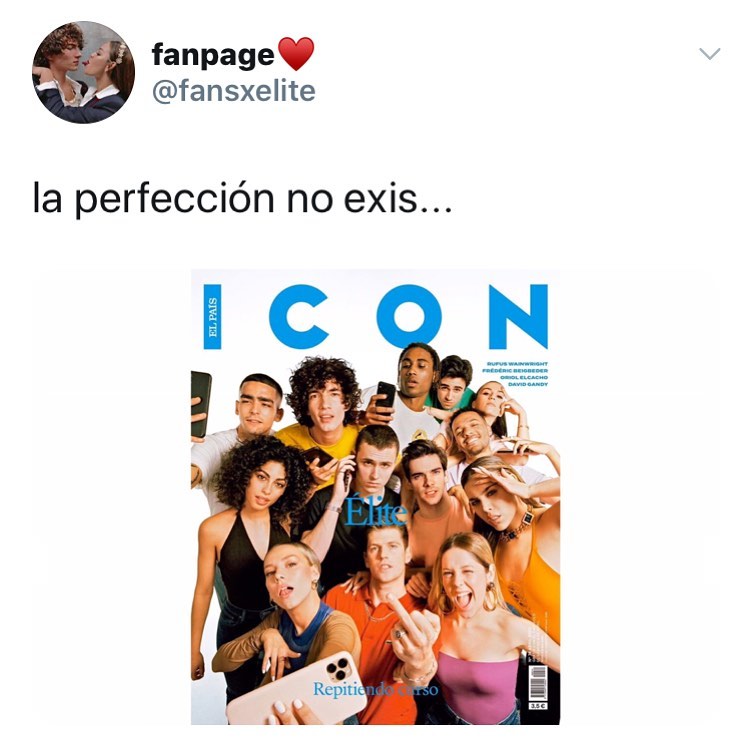 fanpage♥️
@fansxelite
la perfección no exis...
EL PAÍS
ICON
RUFUS WAINWRIGHT
FRÉDÉRIC BEIGBEDER
ORIOL ELCACHO
DAVID GANDY
Élite
Repitiendo curso
3,5 €